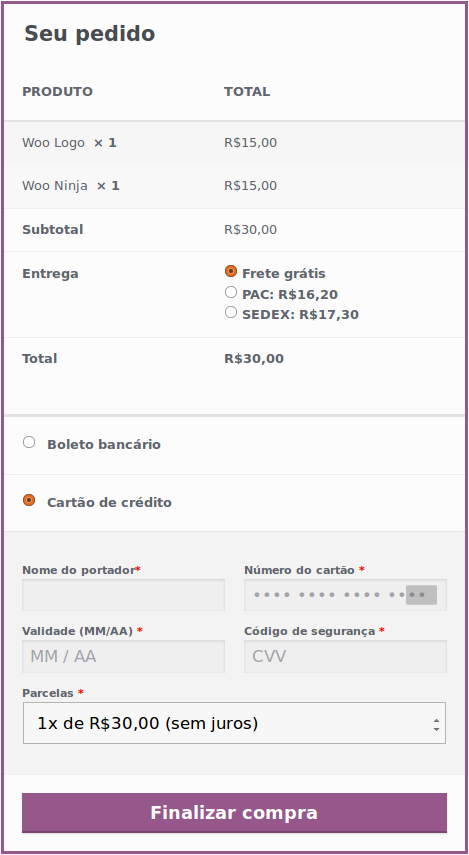 Seu pedido
PRODUTO TOTAL
Woo Logo × 1 R$15,00
Woo Ninja × 1 R$15,00
Subtotal R$30,00
Entrega Frete grátis
PAC: R$16,20
SEDEX: R$17,30
Total R$30,00
Boleto bancário
Cartão de crédito
Nome do portador* Número do cartão *
•••• •••• •••• ••••
Validade (MM/AA) * Código de segurança *
MM / AA CVV
Parcelas *
1x de R$30,00 (sem juros)
Finalizar compra